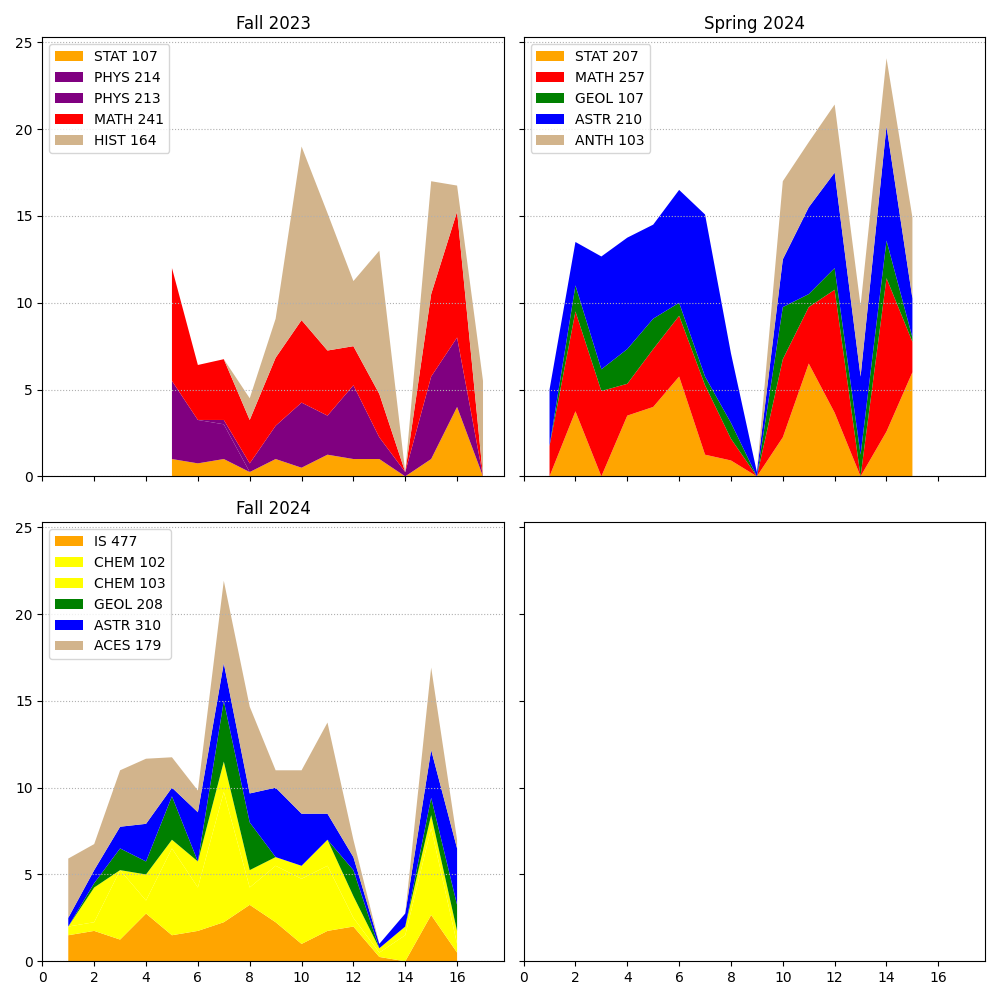 Fall 2023
25
20
15
10
5
0
STAT 107
PHYS 214
PHYS 213
MATH 241
HIST 164
Spring 2024
STAT 207
MATH 257
GEOL 107
ASTR 210
ANTH 103
Fall 2024
25
20
15
10
5
0
IS 477
CHEM 102
CHEM 103
GEOL 208
ASTR 310
ACES 179
0 2 4 6 8 10 12 14 16
0 2 4 6 8 10 12 14 16